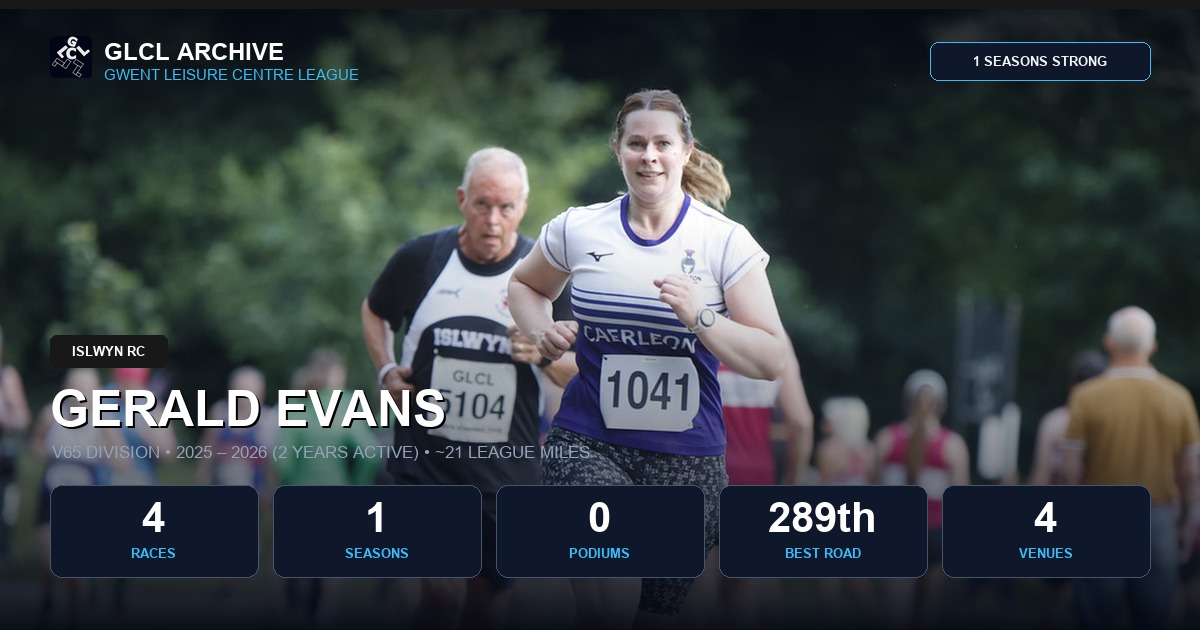 GLCL ARCHIVE
GWENT LEISURE CENTRE LEAGUE
1 SEASONS STRONG
ISLWYN
CAERLEON
GLCL
5104
1041
ISLWYN RC
GERALD EVANS
V65 DIVISION • 2025 – 2026 (2 YEARS ACTIVE) • ~21 LEAGUE MILES
4
RACES
1
SEASONS
0
PODIUMS
289th
BEST ROAD
4
VENUES